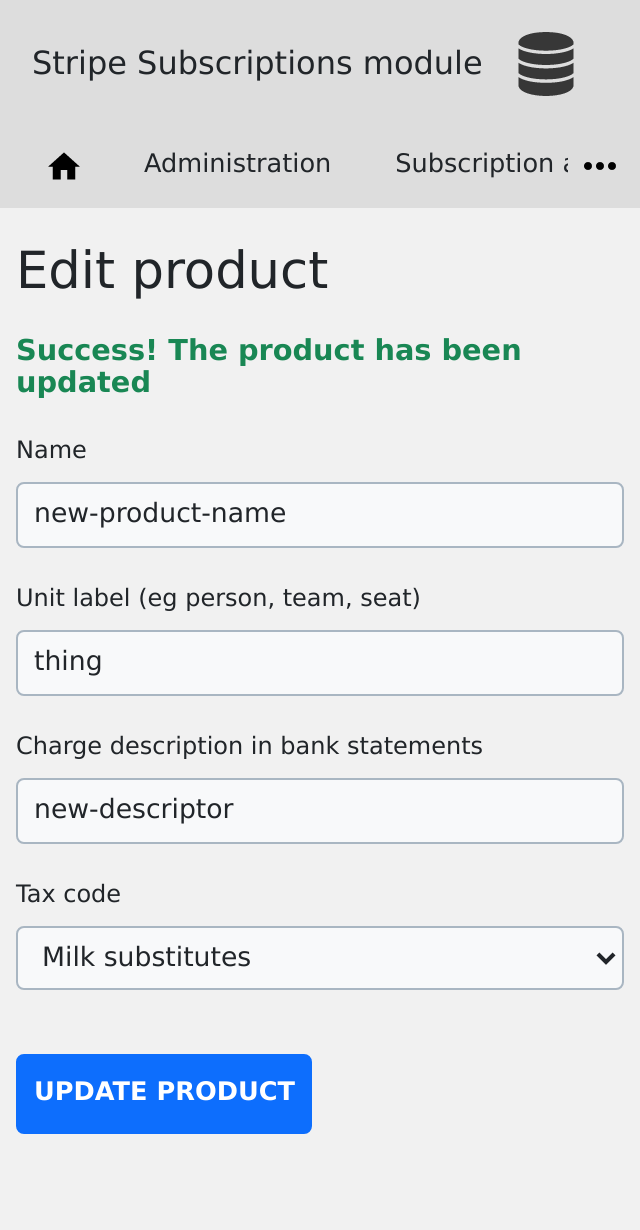 Stripe Subscriptions module
Administration
Subscription
Edit product
Success! The product has been
updated
Name
new-product-name
Unit label (eg person, team, seat)
thing
Charge description in bank statements
new-descriptor
Tax code
Milk substitutes
UPDATE PRODUCT